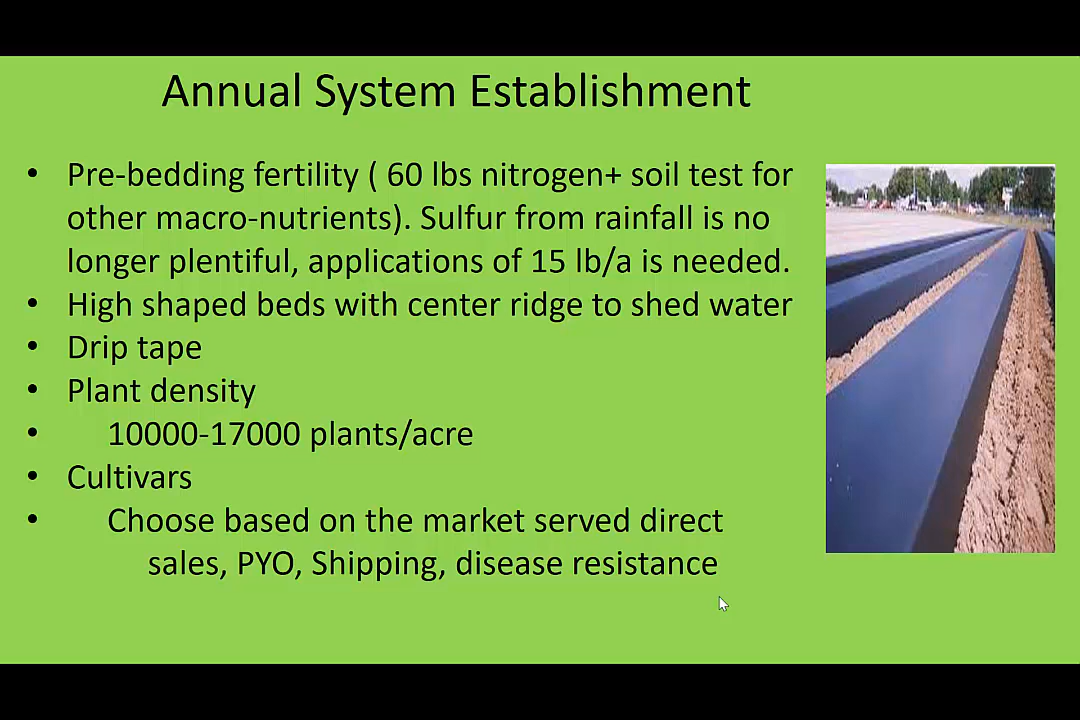 Annual System Establishment
• Pre-bedding fertility ( 60 lbs nitrogen+ soil test for
other macro-nutrients). Sulfur from rainfall is no
longer plentiful, applications of 15 lb/a is needed.
• High shaped beds with center ridge to shed water
• Drip tape
• Plant density
• 10000-17000 plants/acre
• Cultivars
• Choose based on the market served direct
sales, PYO, Shipping, disease resistance